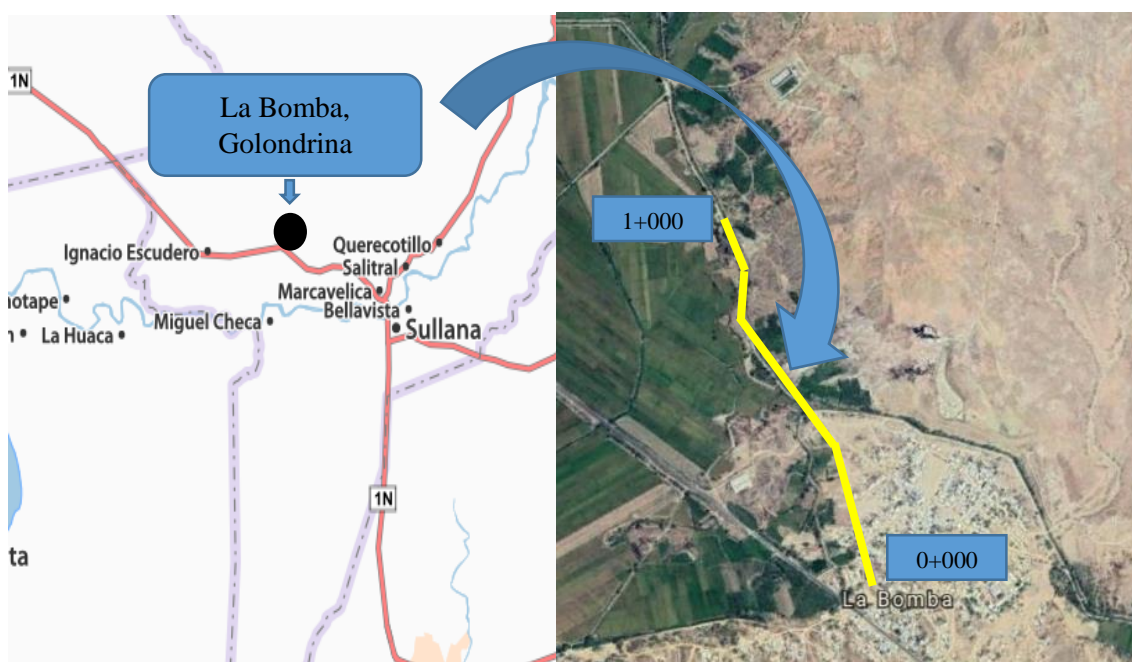 1N
La Bomba,
Golondrina
Ignacio Escudero
Querecotillo
Salitral
Marcavelica
Bellavista
Sullana
Miguel Checa
La Huaca
1N
1+000
0+000
La Bomba